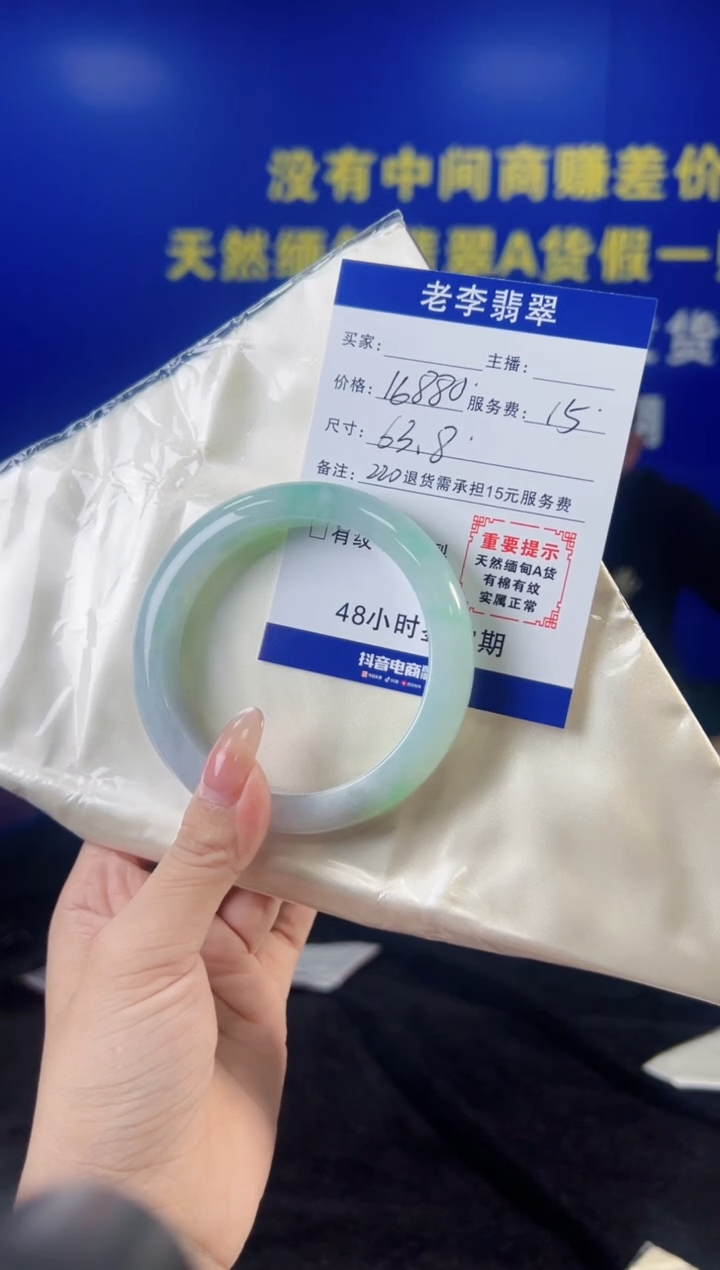 没有中间商赚差价
天然缅甸翡翠A货假一
货
老李翡翠
买家:
主播:
价格: 16880
服务费: 15
尺寸: 63.8
备注: 220 退货需承担15元服务费
□有纹
重要提示
天然缅甸A货
有棉有纹
实属正常
48小时
期
抖音电商